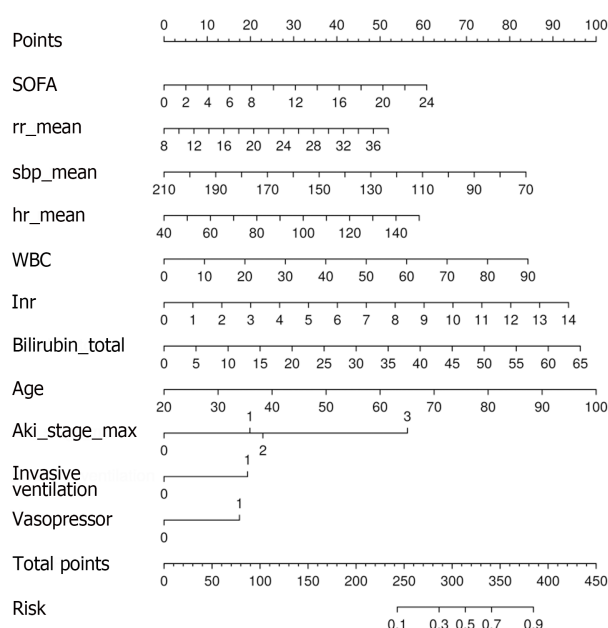 Points 0 10 20 30 40 50 60 70 80 90 100
SOFA
0 2 4 6 8 12 16 20 24
rr_mean
8 12 16 20 24 28 32 36
sbp_mean
210 190 170 150 130 110 90 70
hr_mean
40 60 80 100 120 140
WBC
0 10 20 30 40 50 60 70 80 90
Inr
0 1 2 3 4 5 6 7 8 9 10 11 12 13 14
Bilirubin_total
0 5 10 15 20 25 30 35 40 45 50 55 60 65
Age
20 30 40 50 60 70 80 90 100
1 3
Aki_stage_max
0 2
1
Invasive
ventilation
0
1
Vasopressor
0
Total points
0 50 100 150 200 250 300 350 400 450
Risk
0.1 0.3 0.5 0.7 0.9